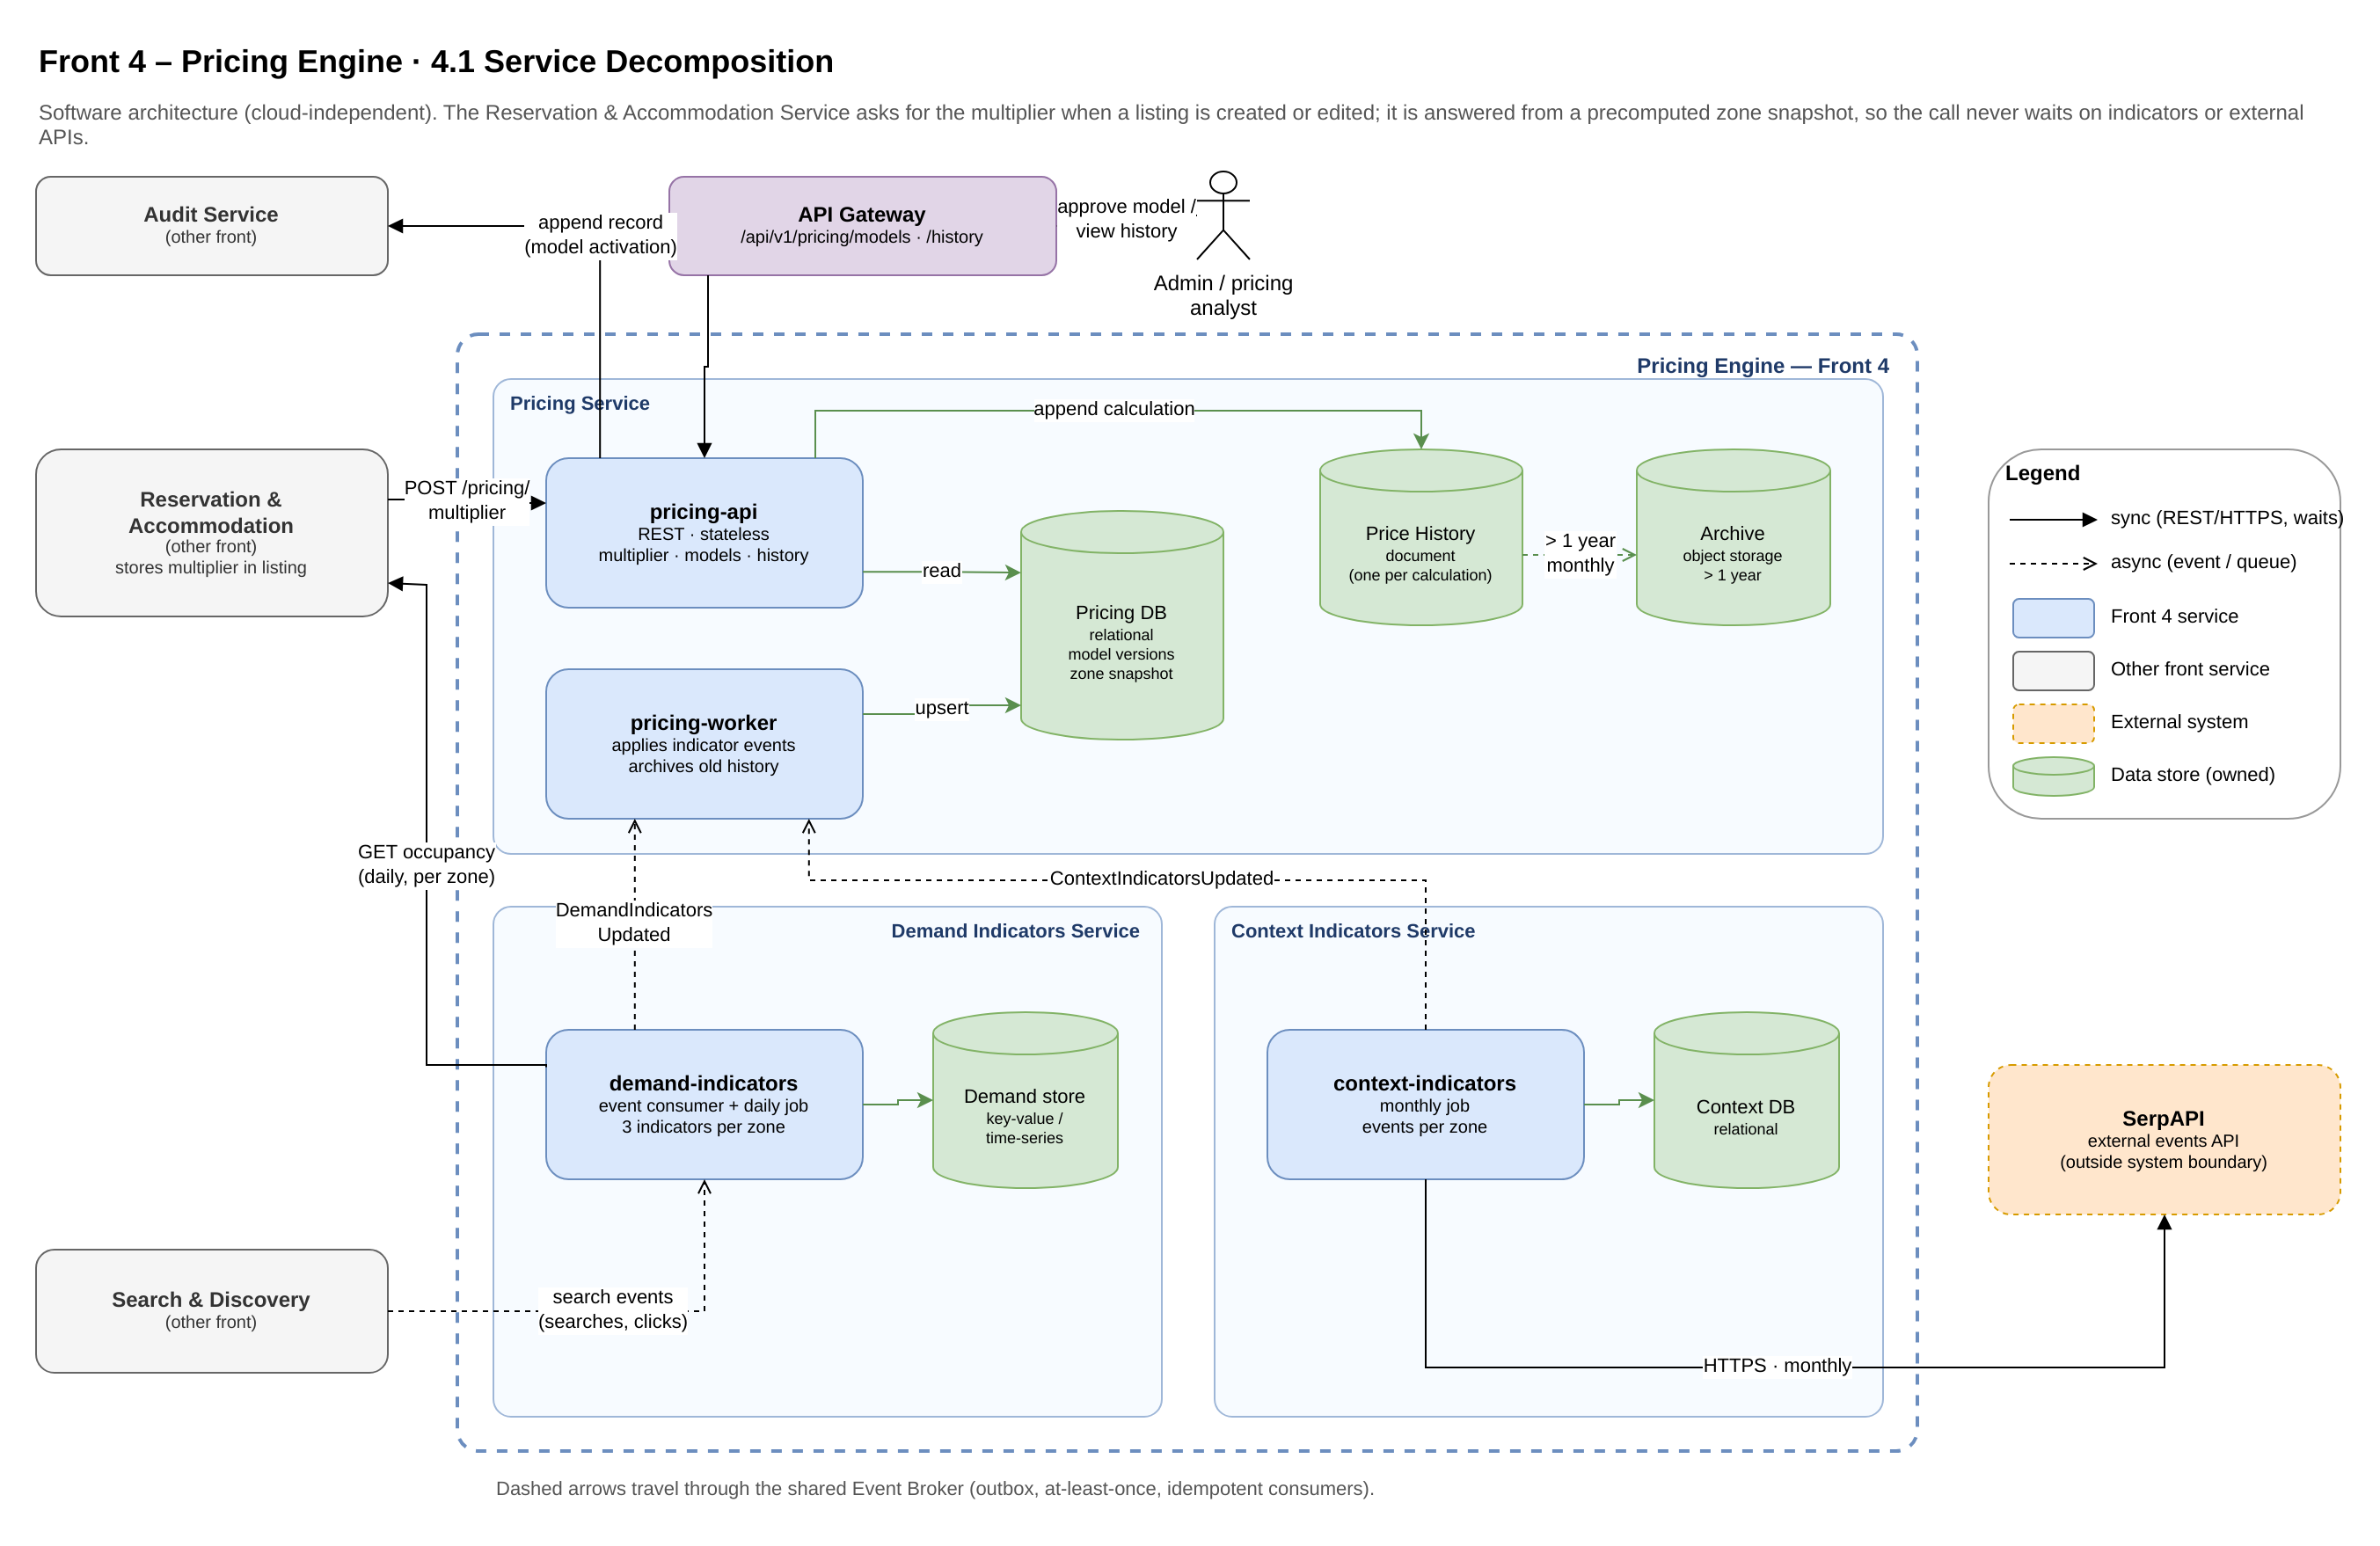 Front 4 – Pricing Engine · 4.1 Service Decomposition
Software architecture (cloud-independent). The Reservation & Accommodation Service asks for the multiplier when a listing is created or edited; it is answered from a precomputed zone snapshot, so the call never waits on indicators or external
APIs.
Audit Service
(other front)
append record
(model activation)
API Gateway
/api/v1/pricing/models · /history
approve model /
view history
Admin / pricing
analyst
Pricing Engine — Front 4
Pricing Service
append calculation
Reservation &
Accommodation
(other front)
stores multiplier in listing
POST /pricing/
multiplier
pricing-api
REST · stateless
multiplier · models · history
read
Pricing DB
relational
model versions
zone snapshot
Price History
document
(one per calculation)
> 1 year
monthly
Archive
object storage
> 1 year
Legend
sync (REST/HTTPS, waits)
async (event / queue)
Front 4 service
Other front service
External system
Data store (owned)
pricing-worker
applies indicator events
archives old history
upsert
GET occupancy
(daily, per zone)
ContextIndicatorsUpdated
DemandIndicators
Updated
Demand Indicators Service
Context Indicators Service
demand-indicators
event consumer + daily job
3 indicators per zone
Demand store
key-value /
time-series
context-indicators
monthly job
events per zone
Context DB
relational
SerpAPI
external events API
(outside system boundary)
Search & Discovery
(other front)
search events
(searches, clicks)
HTTPS · monthly
Dashed arrows travel through the shared Event Broker (outbox, at-least-once, idempotent consumers).